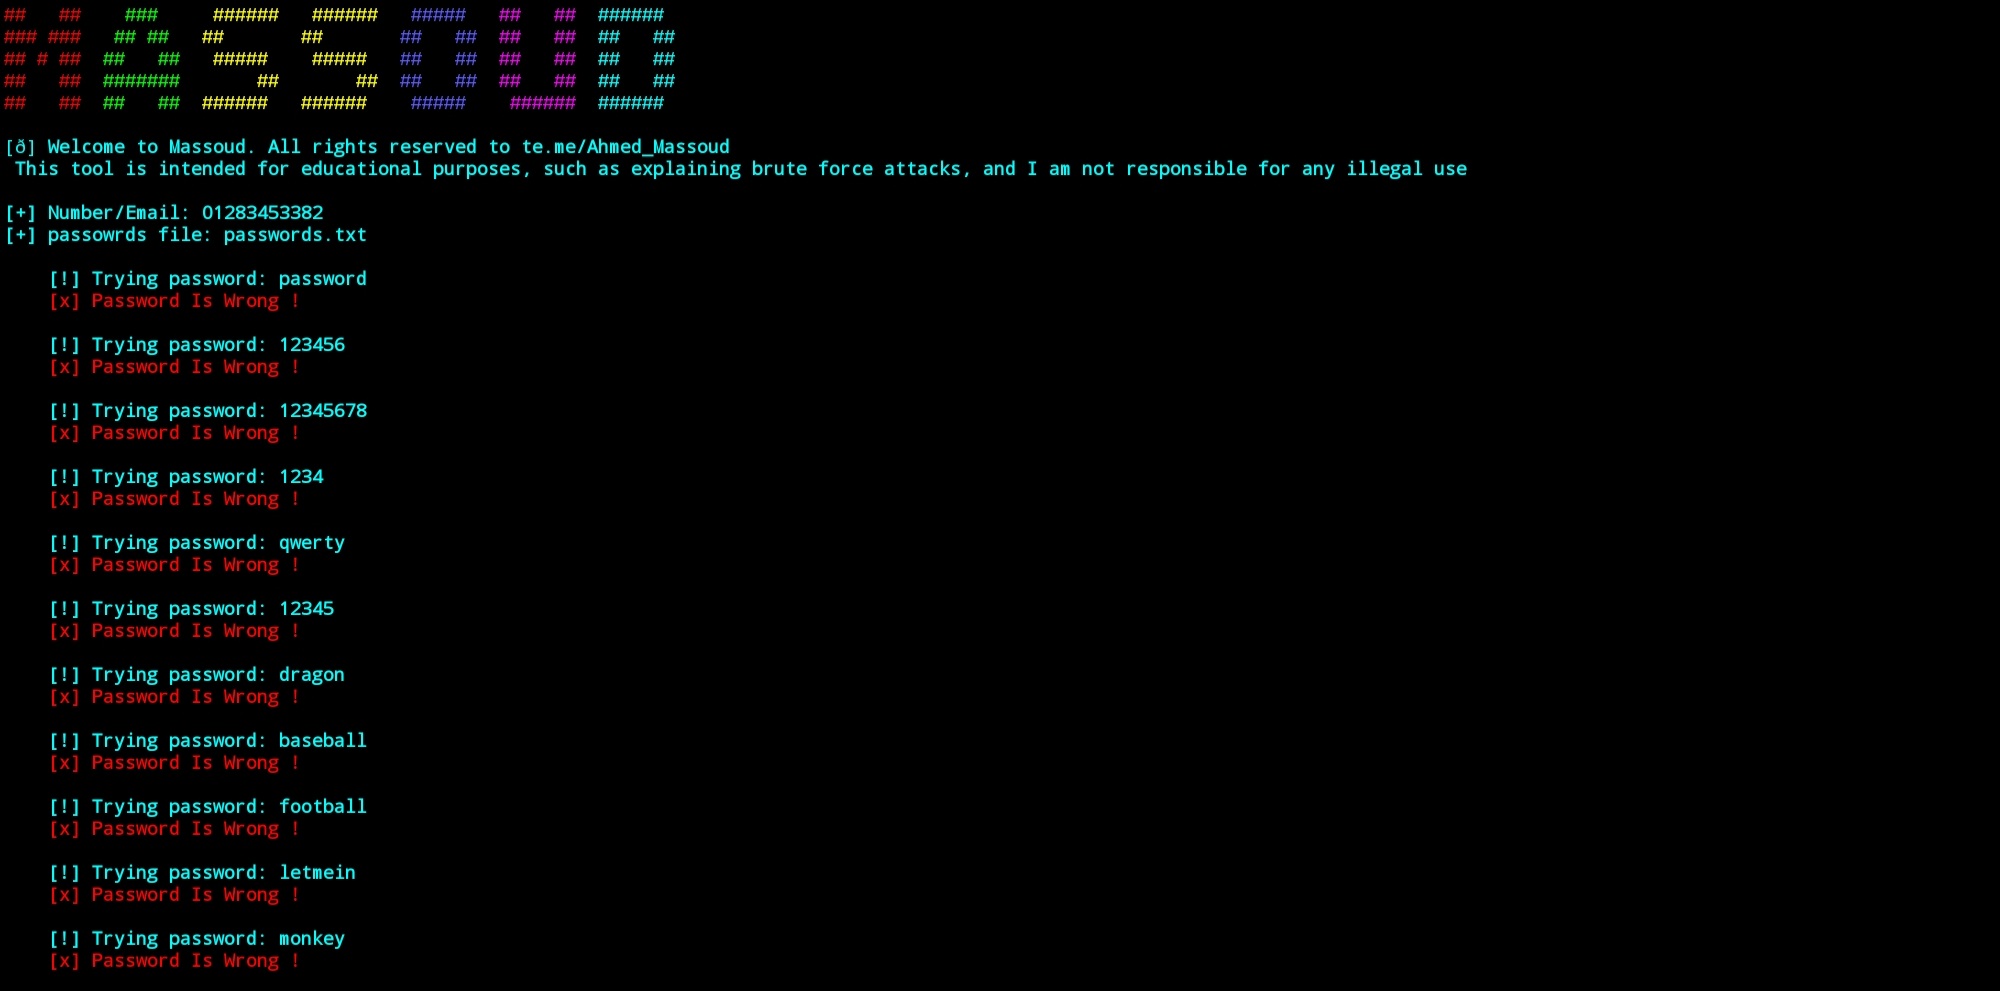 MASSOUD
[ð] Welcome to Massoud. All rights reserved to te.me/Ahmed_Massoud
This tool is intended for educational purposes, such as explaining brute force attacks, and I am not responsible for any illegal use
[+] Number/Email: 01283453382
[+] passowrds file: passwords.txt
[!] Trying password: password
[x] Password Is Wrong !
[!] Trying password: 123456
[x] Password Is Wrong !
[!] Trying password: 12345678
[x] Password Is Wrong !
[!] Trying password: 1234
[x] Password Is Wrong !
[!] Trying password: qwerty
[x] Password Is Wrong !
[!] Trying password: 12345
[x] Password Is Wrong !
[!] Trying password: dragon
[x] Password Is Wrong !
[!] Trying password: baseball
[x] Password Is Wrong !
[!] Trying password: football
[x] Password Is Wrong !
[!] Trying password: letmein
[x] Password Is Wrong !
[!] Trying password: monkey
[x] Password Is Wrong !